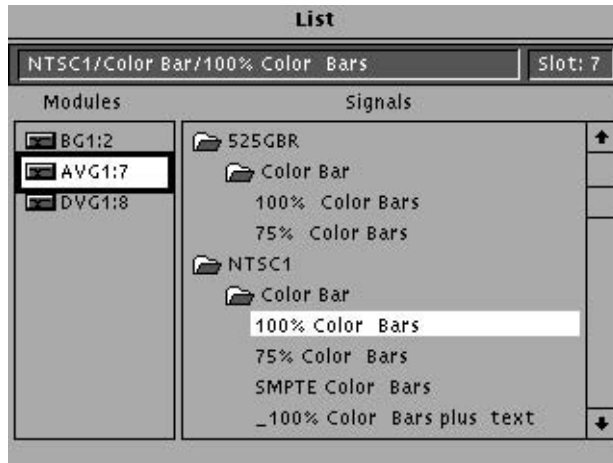 List
NTSC1/Color Bar/100% Color Bars Slot: 7
Modules Signals
BG1:2
AVG1:7
DVG1:8
525GBR
Color Bar
100% Color Bars
75% Color Bars
NTSC1
Color Bar
100% Color Bars
75% Color Bars
SMPTE Color Bars
_100% Color Bars plus text